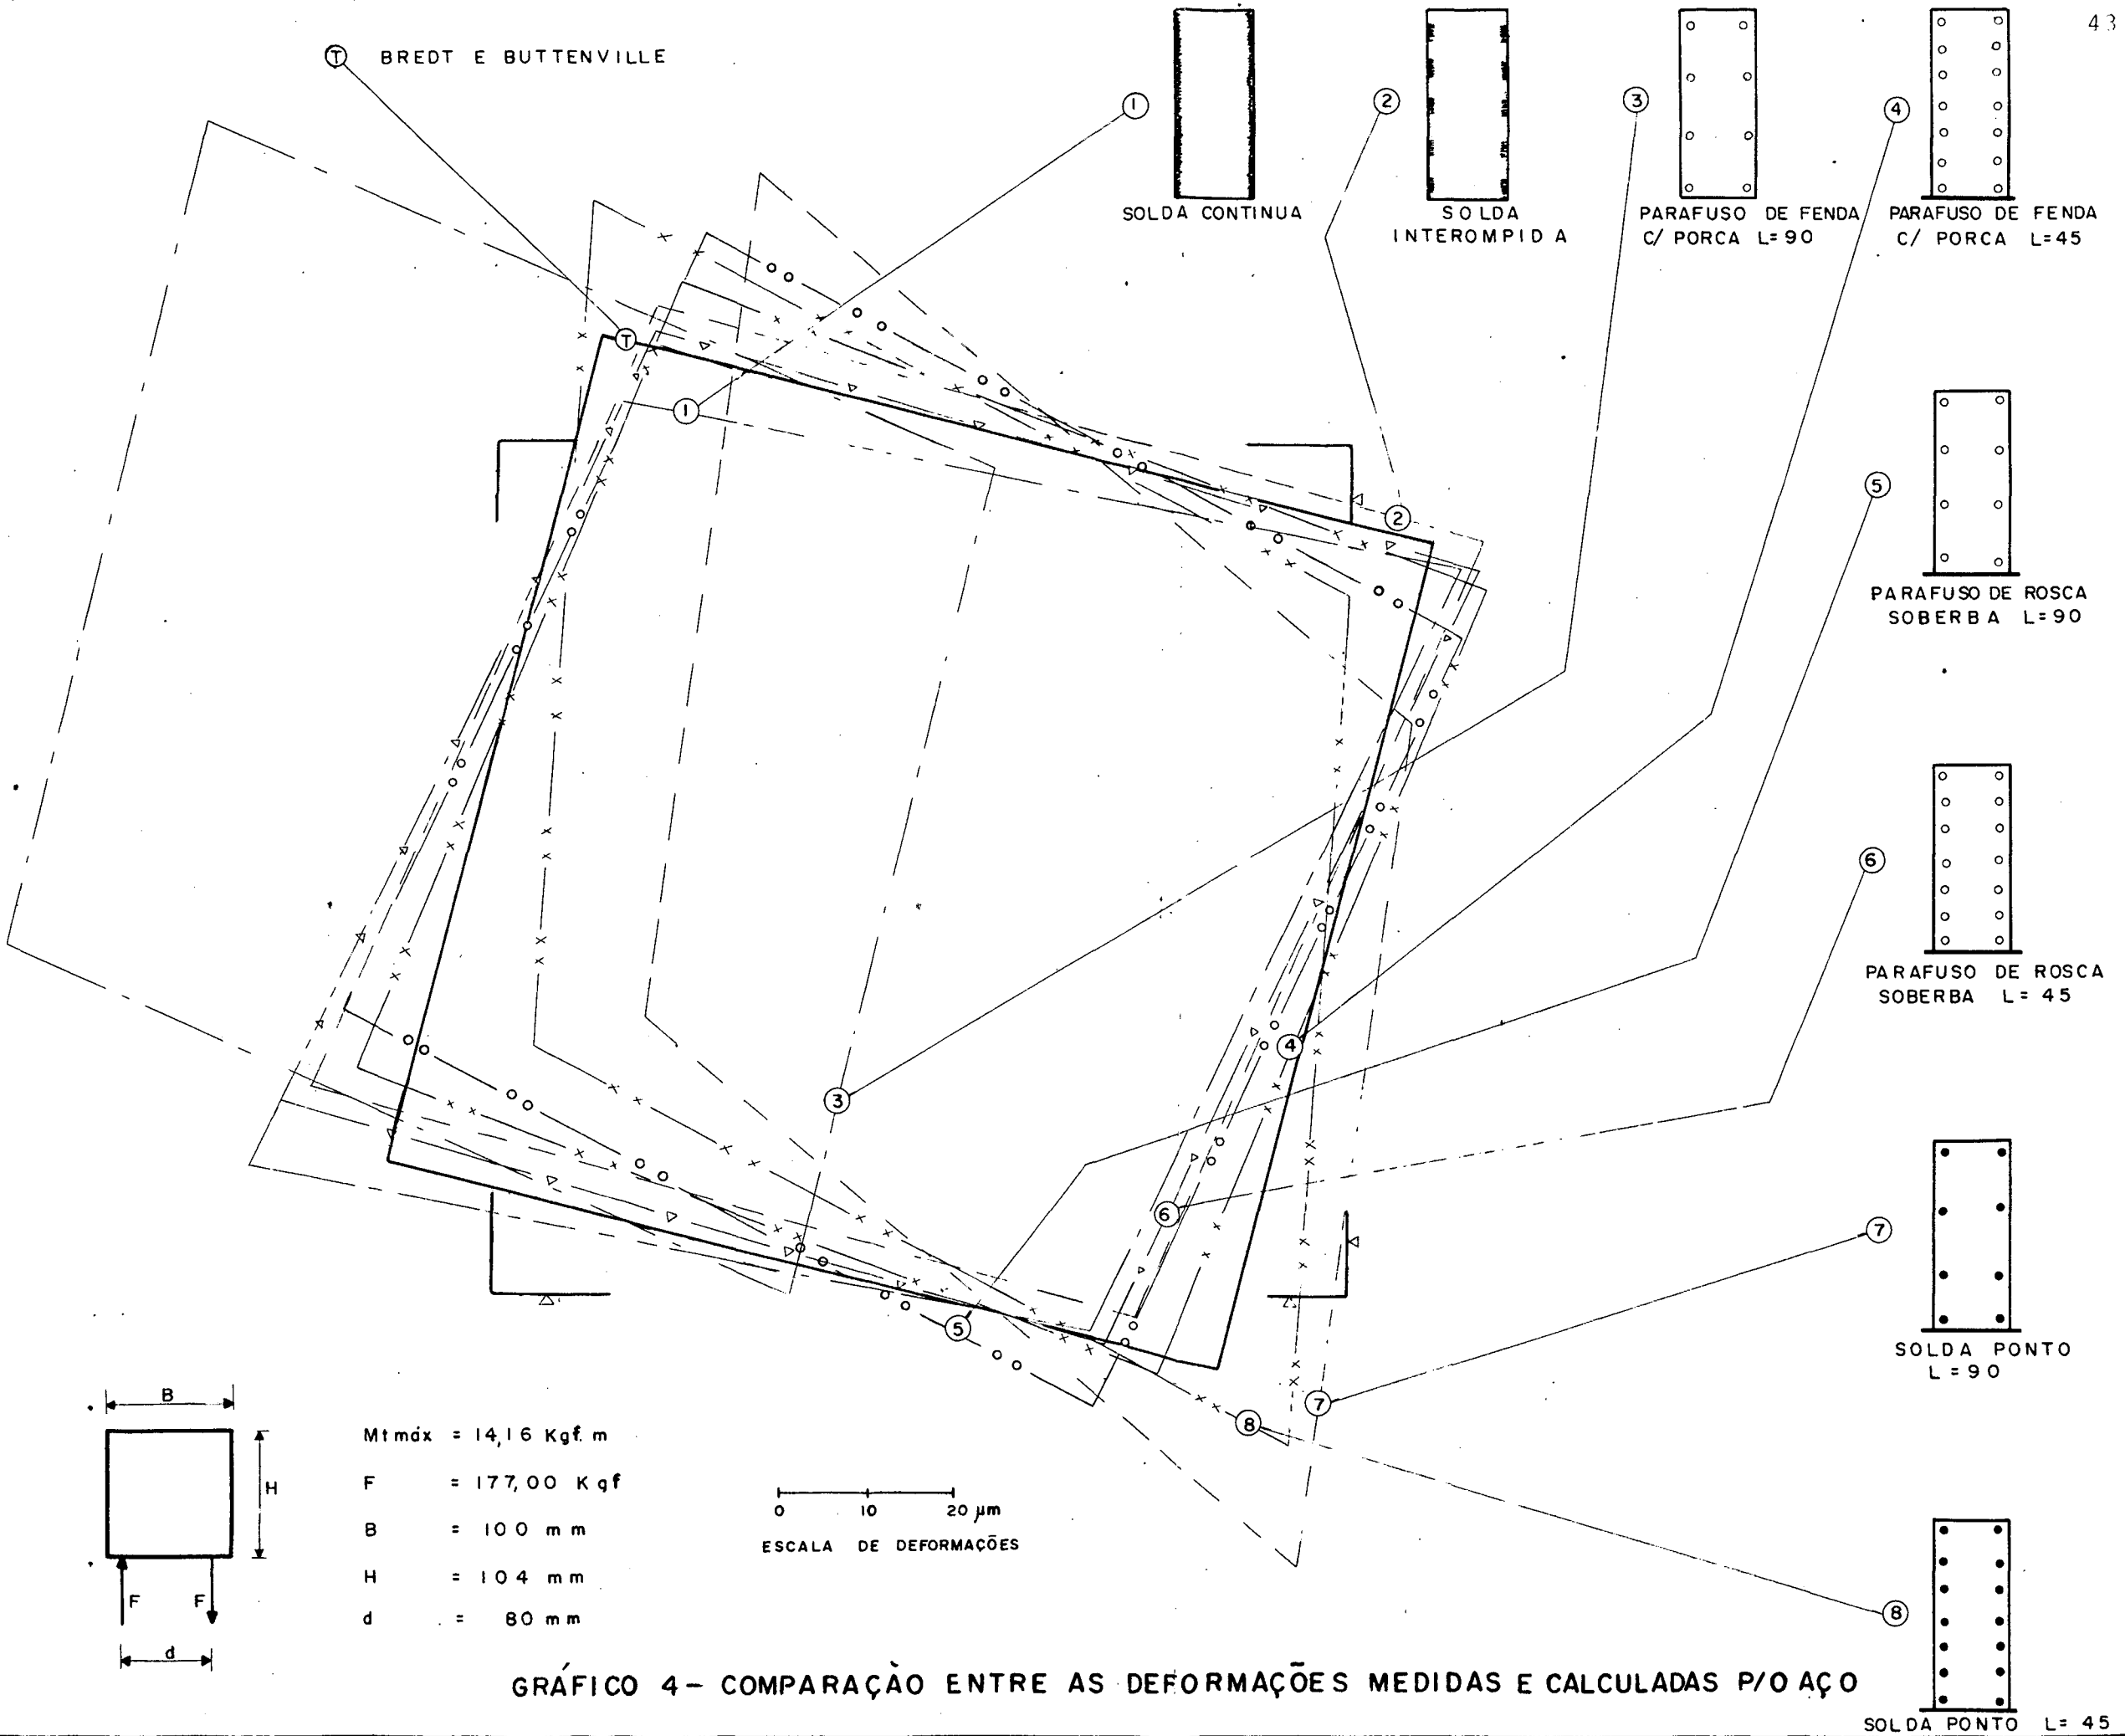 43
T BREDT E BUTTENVILLE
1
2
3
4
SOLDA CONTINUA
SOLDA
INTEROMPIDA
PARAFUSO DE FENDA
C/ PORCA L=90
PARAFUSO DE FENDA
C/ PORCA L=45
T
1
2
5
PARAFUSO DE ROSCA
SOBERBA L=90
6
PARAFUSO DE ROSCA
SOBERBA L= 45
4
3
6
7
SOLDA PONTO
L=90
5
7
8
8
SOLDA PONTO L= 45
B
H
F F
d
Mt máx = 14,16 Kgf. m
F = 177,00 Kgf
B = 100 mm
H = 104 mm
d = 80 mm
0 10 20 µm
ESCALA DE DEFORMAÇÕES
GRÁFICO 4- COMPARAÇÃO ENTRE AS DEFORMAÇÕES MEDIDAS E CALCULADAS P/O AÇO